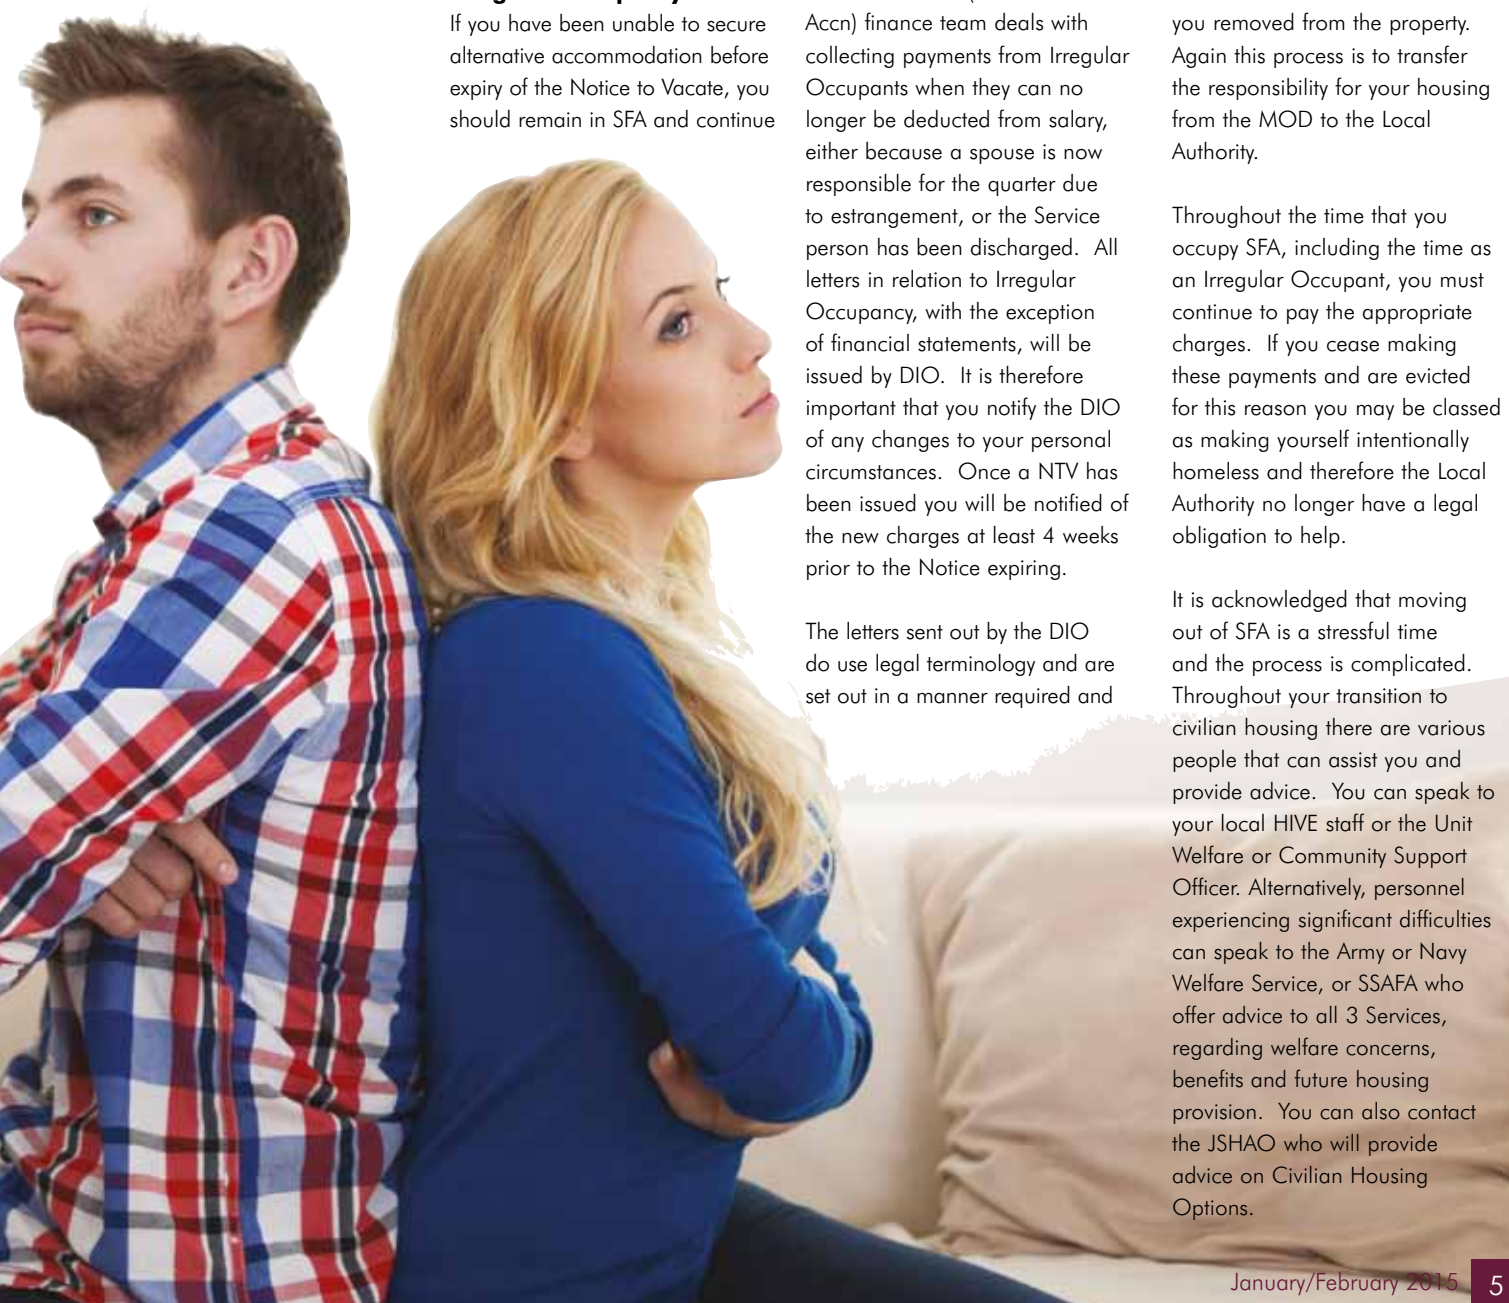 If you have been unable to secure
alternative accommodation before
expiry of the Notice to Vacate, you
should remain in SFA and continue
Accn) finance team deals with
collecting payments from Irregular
Occupants when they can no
longer be deducted from salary,
either because a spouse is now
responsible for the quarter due
to estrangement, or the Service
person has been discharged.  All
letters in relation to Irregular
Occupancy, with the exception
of financial statements, will be
issued by DIO.  It is therefore
important that you notify the DIO
of any changes to your personal
circumstances.  Once a NTV has
been issued you will be notified of
the new charges at least 4 weeks
prior to the Notice expiring.

The letters sent out by the DIO
do use legal terminology and are
set out in a manner required and
you removed from the property.
Again this process is to transfer
the responsibility for your housing
from the MOD to the Local
Authority.

Throughout the time that you
occupy SFA, including the time as
an Irregular Occupant, you must
continue to pay the appropriate
charges.  If you cease making
these payments and are evicted
for this reason you may be classed
as making yourself intentionally
homeless and therefore the Local
Authority no longer have a legal
obligation to help.

It is acknowledged that moving
out of SFA is a stressful time
and the process is complicated.
Throughout your transition to
civilian housing there are various
people that can assist you and
provide advice.  You can speak to
your local HIVE staff or the Unit
Welfare or Community Support
Officer. Alternatively, personnel
experiencing significant difficulties
can speak to the Army or Navy
Welfare Service, or SSAFA who
offer advice to all 3 Services,
regarding welfare concerns,
benefits and future housing
provision.  You can also contact
the JSHAO who will provide
advice on Civilian Housing
Options.
January/February 2015 5